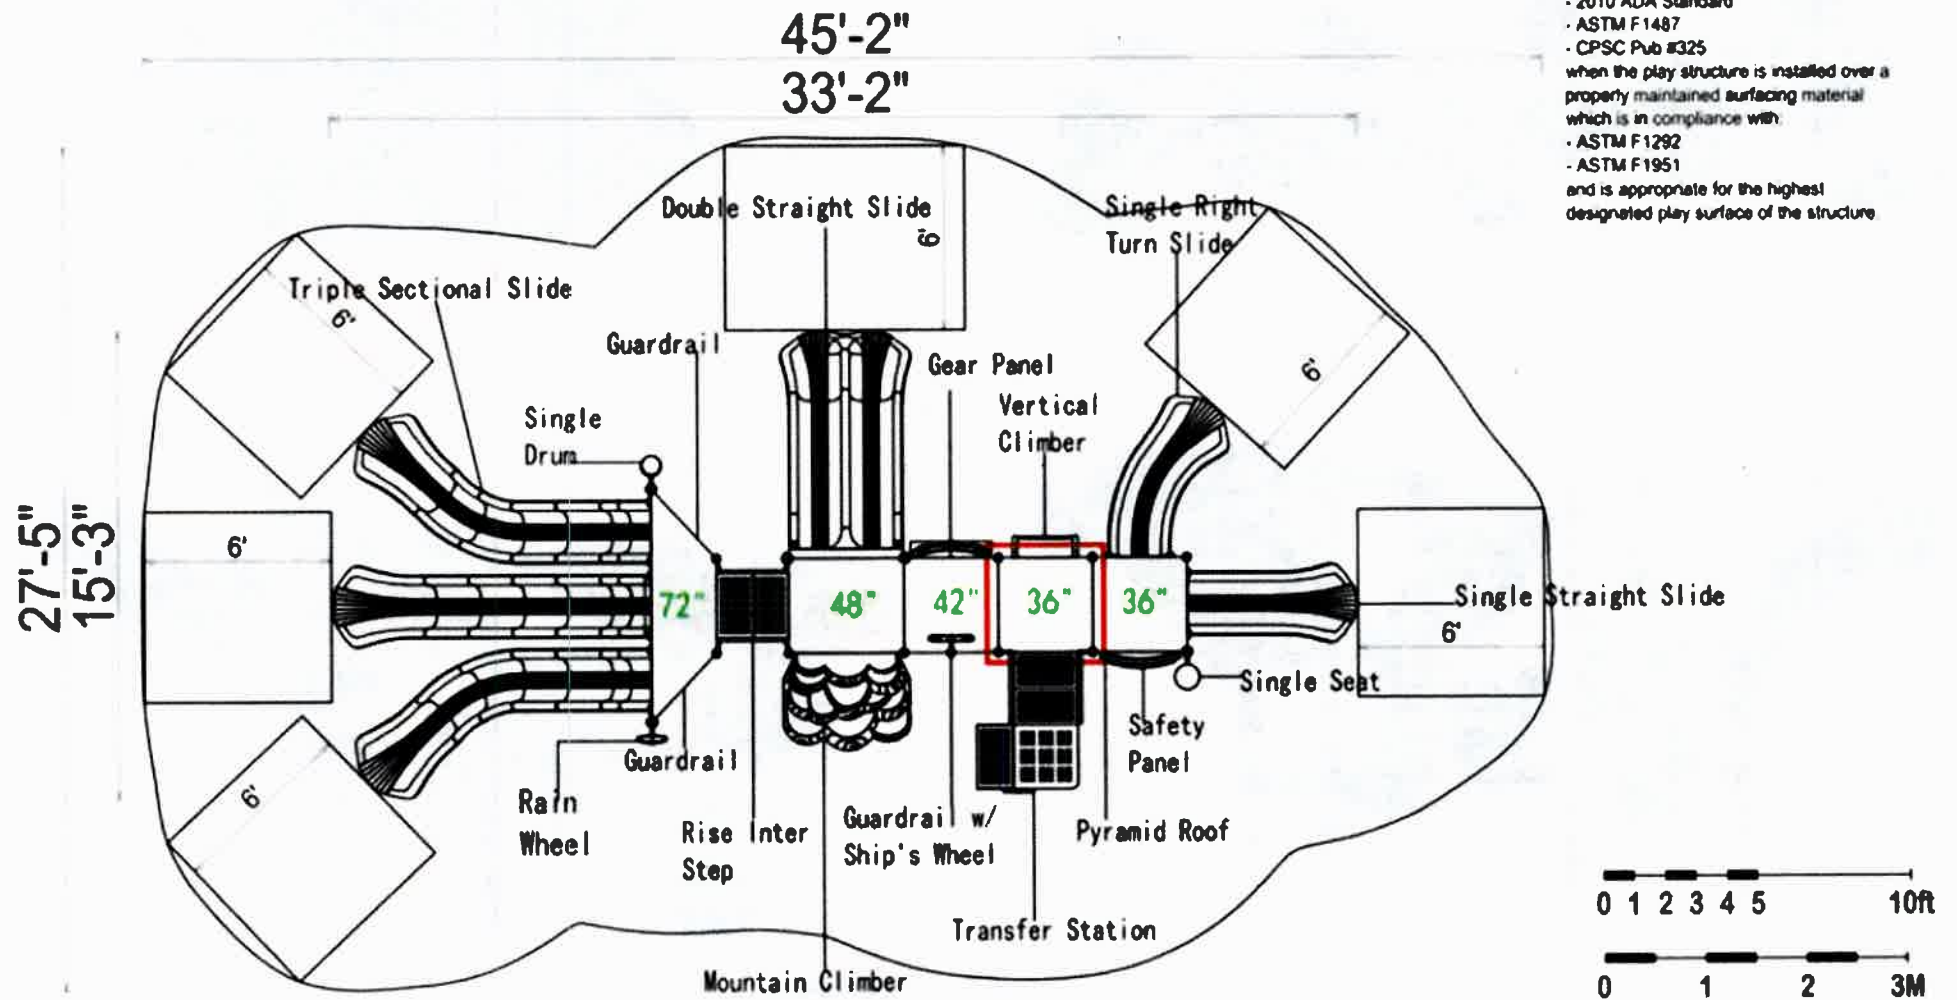 45'-2"
33'-2"
- 2010 ADA Standard
- ASTM F1487
- CPSC Pub #325
when the play structure is installed over a
properly maintained surfacing material
which is in compliance with:
- ASTM F1292
- ASTM F1951
and is appropriate for the highest
designated play surface of the structure
Double Straight Slide
6'
Single Right
Turn Slide
Triple Sectional Slide
6'
Guardrail
Gear Panel
6'
Single
Drum
Vertical
Climber
27'-5"
15'-3"
6'
72"
48"
42"
36"
36"
Single Straight Slide
6'
Single Seat
Safety
Panel
Guardrail
6'
Rain
Wheel
Rise Inter
Step
Guardrail w/
Ship's Wheel
Pyramid Roof
Transfer Station
Mountain Climber
0 1 2 3 4 5 10ft
0 1 2 3M